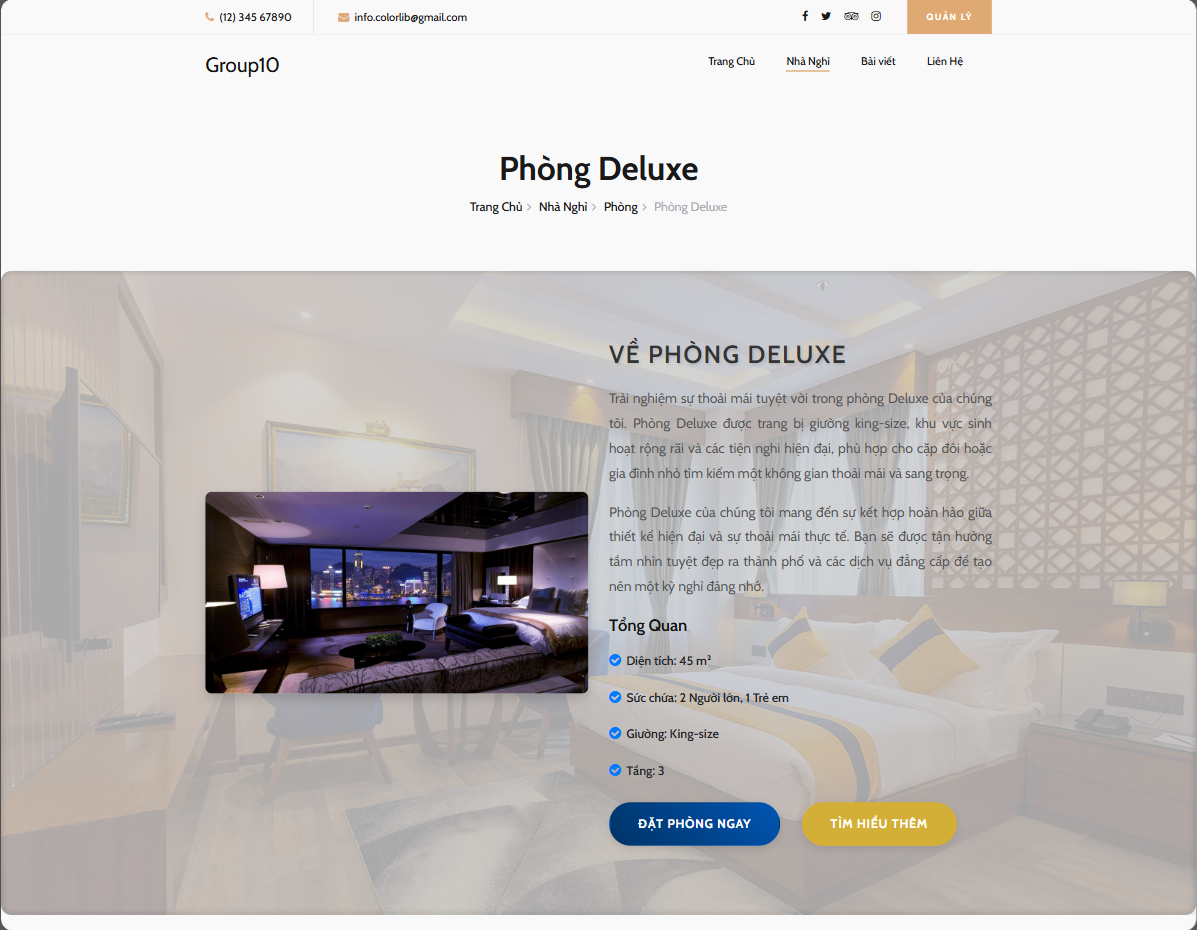 (12) 345 67890
info.colorlib@gmail.com
QUẢN LÝ
Group10
Trang Chủ
Nhà Nghỉ
Bài viết
Liên Hệ
Phòng Deluxe
Trang Chủ > Nhà Nghỉ > Phòng > Phòng Deluxe
VỀ PHÒNG DELUXE
Trải nghiệm sự thoải mái tuyệt vời trong phòng Deluxe của chúng
tôi. Phòng Deluxe được trang bị giường king-size, khu vực sinh
hoạt rộng rãi và các tiện nghi hiện đại, phù hợp cho cặp đôi hoặc
gia đình nhỏ tìm kiếm một không gian thoải mái và sang trọng.
Phòng Deluxe của chúng tôi mang đến sự kết hợp hoàn hảo giữa
thiết kế hiện đại và sự thoải mái thực tế. Bạn sẽ được tận hưởng
tầm nhìn tuyệt đẹp ra thành phố và các dịch vụ đẳng cấp để tạo
nên một kỳ nghỉ đáng nhớ.
Tổng Quan
Diện tích: 45 m²
Sức chứa: 2 Người lớn, 1 Trẻ em
Giường: King-size
Tầng: 3
ĐẶT PHÒNG NGAY
TÌM HIỂU THÊM